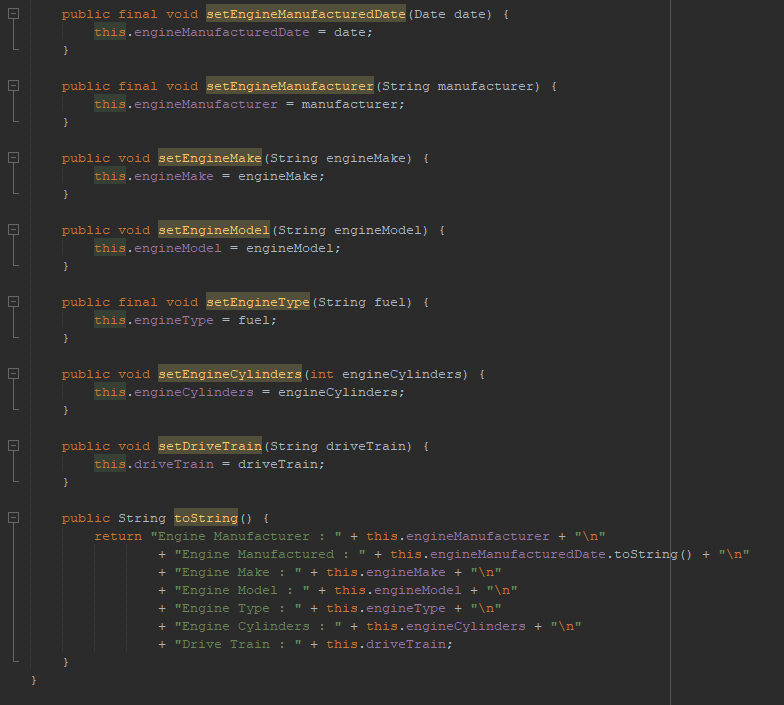 public final void setEngineManufacturedDate(Date date) {
this.engineManufacturedDate = date;
}
public final void setEngineManufacturer(String manufacturer) {
this.engineManufacturer = manufacturer;
}
public void setEngineMake(String engineMake) {
this.engineMake = engineMake;
}
public void setEngineModel(String engineModel) {
this.engineModel = engineModel;
}
public final void setEngineType(String fuel) {
this.engineType = fuel;
}
public void setEngineCylinders(int engineCylinders) {
this.engineCylinders = engineCylinders;
}
public void setDriveTrain(String driveTrain) {
this.driveTrain = driveTrain;
}
public String toString() {
return "Engine Manufacturer : " + this.engineManufacturer + "\n"
+ "Engine Manufactured : " + this.engineManufacturedDate.toString() + "\n"
+ "Engine Make : " + this.engineMake + "\n"
+ "Engine Model : " + this.engineModel + "\n"
+ "Engine Type : " + this.engineType + "\n"
+ "Engine Cylinders : " + this.engineCylinders + "\n"
+ "Drive Train : " + this.driveTrain;
}
}